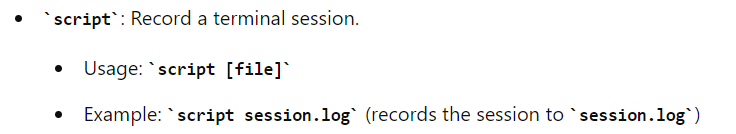 • `script`: Record a terminal session.
• Usage: `script [file]`
• Example: `script session.log` (records the session to `session.log`)